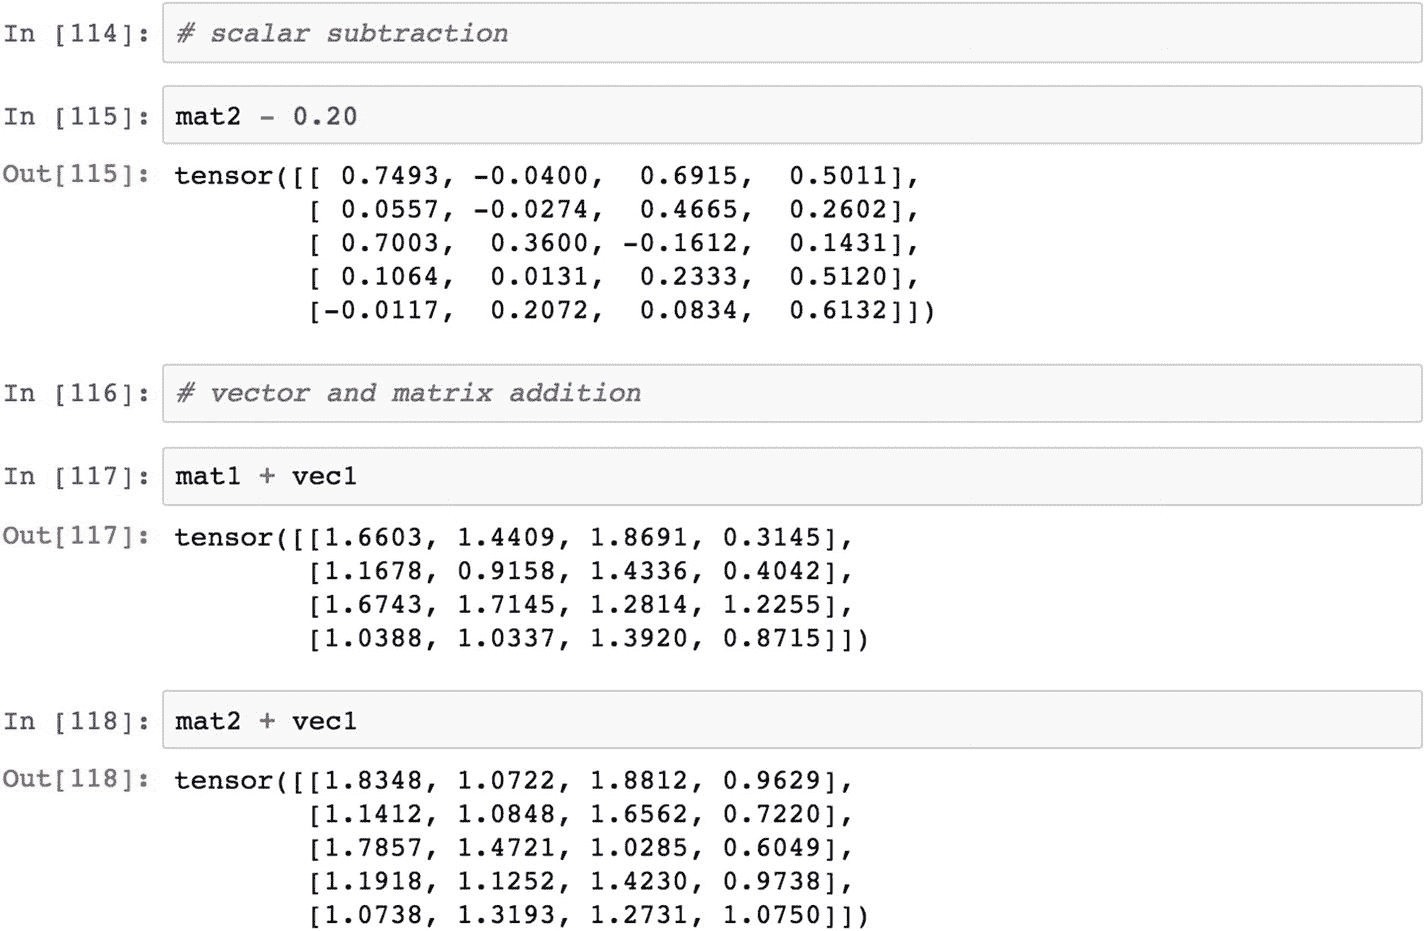 In [114]: # scalar subtraction
In [115]: mat2 - 0.20
Out[115]: tensor([[ 0.7493, -0.0400,  0.6915,  0.5011],
[ 0.0557, -0.0274,  0.4665,  0.2602],
[ 0.7003,  0.3600, -0.1612,  0.1431],
[ 0.1064,  0.0131,  0.2333,  0.5120],
[-0.0117,  0.2072,  0.0834,  0.6132]])
In [116]: # vector and matrix addition
In [117]: mat1 + vec1
Out[117]: tensor([[1.6603, 1.4409, 1.8691, 0.3145],
[1.1678, 0.9158, 1.4336, 0.4042],
[1.6743, 1.7145, 1.2814, 1.2255],
[1.0388, 1.0337, 1.3920, 0.8715]])
In [118]: mat2 + vec1
Out[118]: tensor([[1.8348, 1.0722, 1.8812, 0.9629],
[1.1412, 1.0848, 1.6562, 0.7220],
[1.7857, 1.4721, 1.0285, 0.6049],
[1.1918, 1.1252, 1.4230, 0.9738],
[1.0738, 1.3193, 1.2731, 1.0750]])